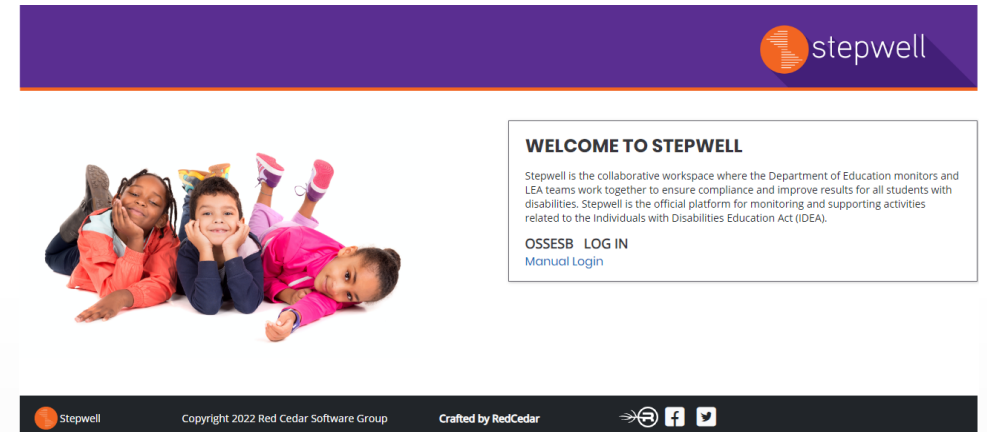 stepwell
WELCOME TO STEPWELL
Stepwell is the collaborative workspace where the Department of Education monitors and
LEA teams work together to ensure compliance and improve results for all students with
disabilities. Stepwell is the official platform for monitoring and supporting activities
related to the Individuals with Disabilities Education Act (IDEA).
OSSESB LOG IN
Manual Login
Stepwell Copyright 2022 Red Cedar Software Group Crafted by RedCedar